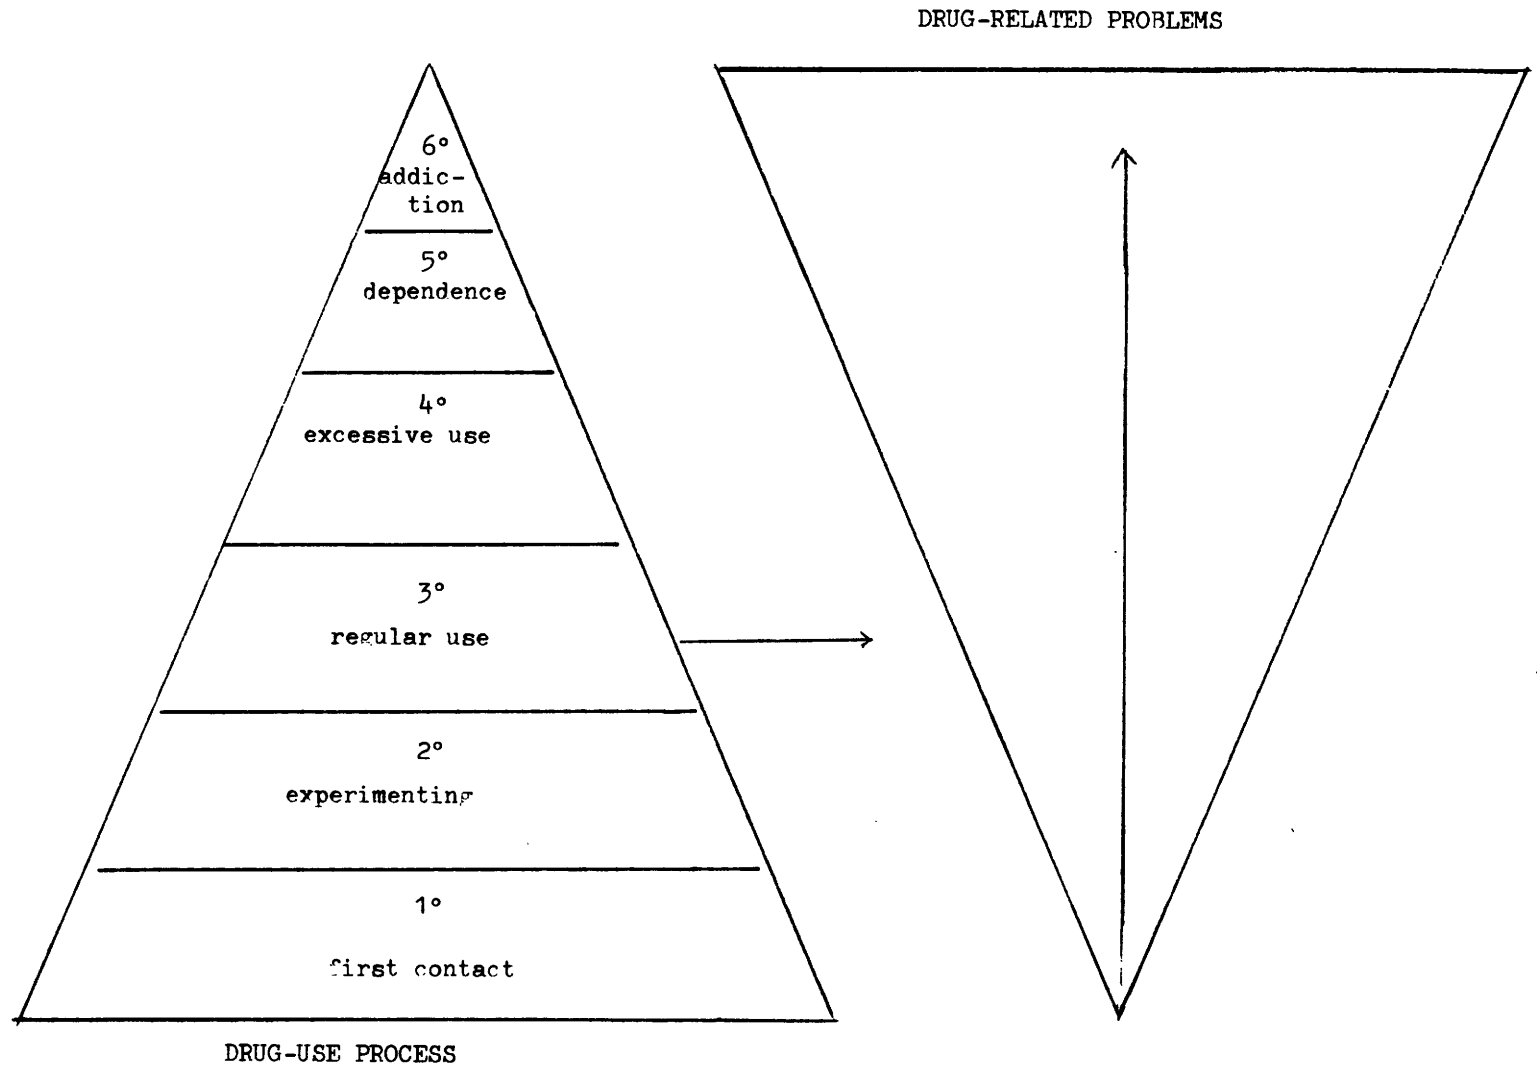 DRUG-RELATED PROBLEMS
6°
addic-
tion
5°
dependence
4°
excessive use
3°
regular use
2°
experimenting
1°
first contact
DRUG-USE PROCESS